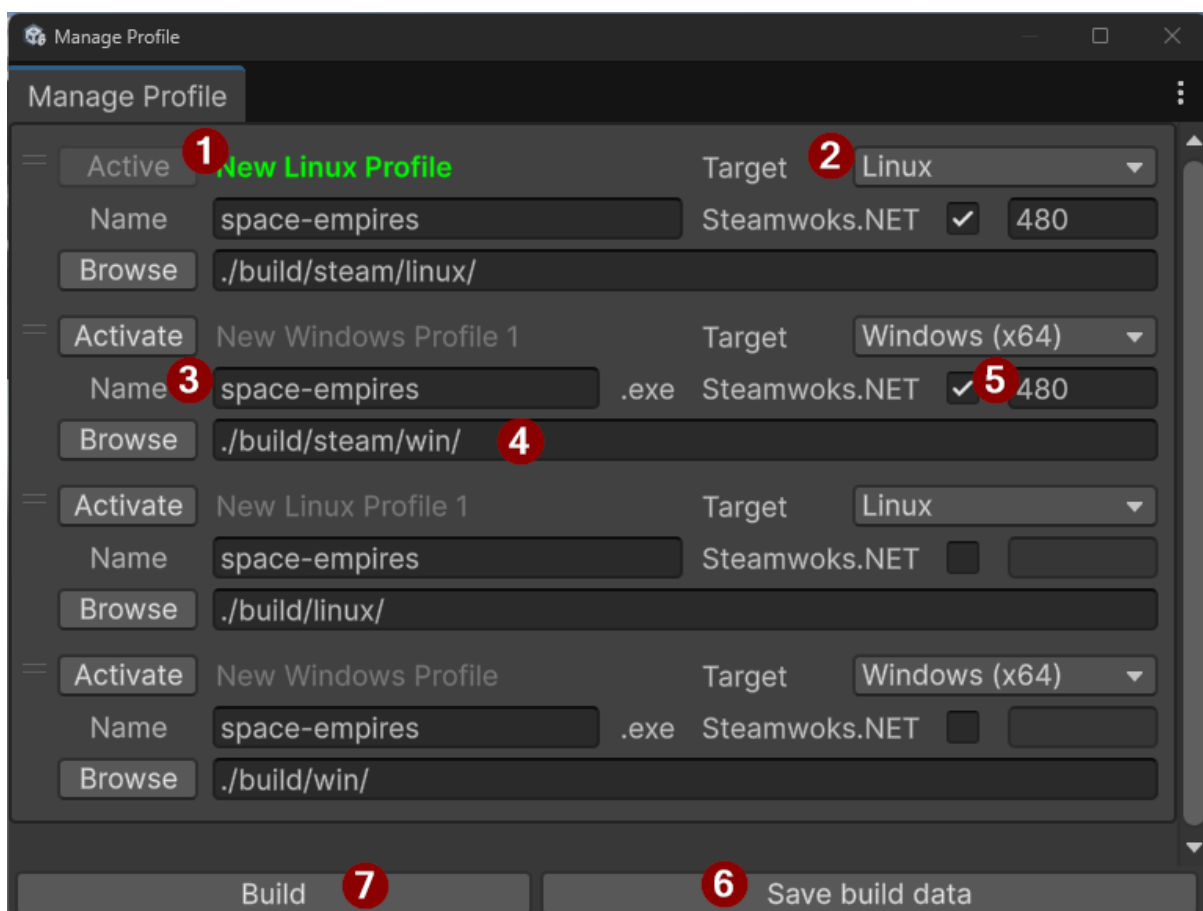 Manage Profile
Manage Profile
Active 1 New Linux Profile Target 2 Linux
Name space-empires Steamwoks.NET 480
Browse ./build/steam/linux/
Activate New Windows Profile 1 Target Windows (x64)
Name 3 space-empires .exe Steamwoks.NET 5 480
Browse ./build/steam/win/ 4
Activate New Linux Profile 1 Target Linux
Name space-empires Steamwoks.NET
Browse ./build/linux/
Activate New Windows Profile Target Windows (x64)
Name space-empires .exe Steamwoks.NET
Browse ./build/win/
Build 7 6 Save build data